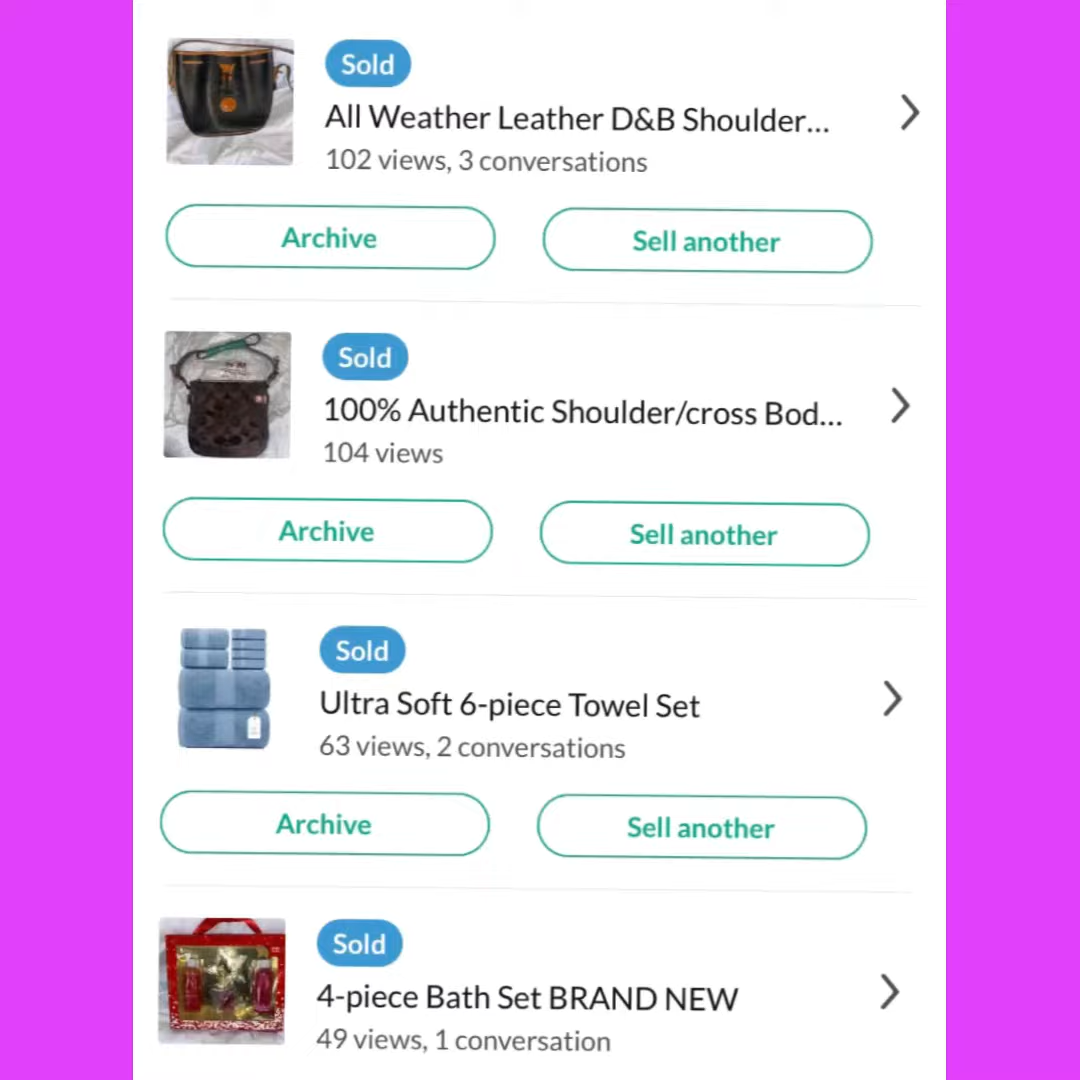 Sold
All Weather Leather D&B Shoulder...
102 views, 3 conversations
Archive
Sell another
Sold
100% Authentic Shoulder/cross Bod...
104 views
Archive
Sell another
Sold
Ultra Soft 6-piece Towel Set
63 views, 2 conversations
Archive
Sell another
Sold
4-piece Bath Set BRAND NEW
49 views, 1 conversation